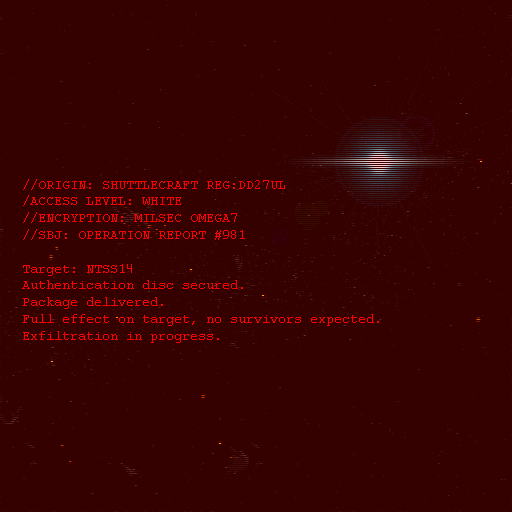 //ORIGIN: SHUTTLECRAFT REG:DD27UL
/ACCESS LEVEL: WHITE
//ENCRYPTION: MILSEC OMEGA7
//SBJ: OPERATION REPORT #981
Target: NTSS14
Authentication disc secured.
Package delivered.
Full effect on target, no survivors expected.
Exfiltration in progress.